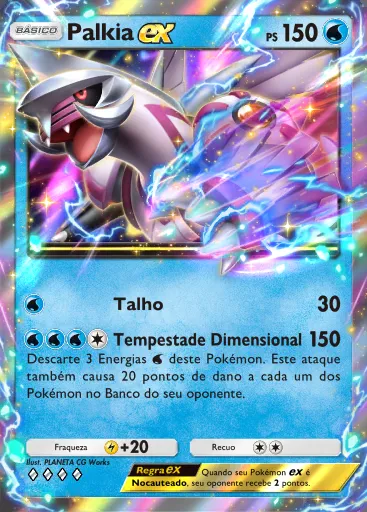 BÁSICO Palkia ex PS 150
Talho 30
Tempestade Dimensional 150
Descarte 3 Energias deste Pokémon. Este ataque
também causa 20 pontos de dano a cada um dos
Pokémon no Banco do seu oponente.
Fraqueza +20 Recuo
Ilust. PLANETA CG Works
Regra ex Quando seu Pokémon ex é
Nocauteado, seu oponente recebe 2 pontos.